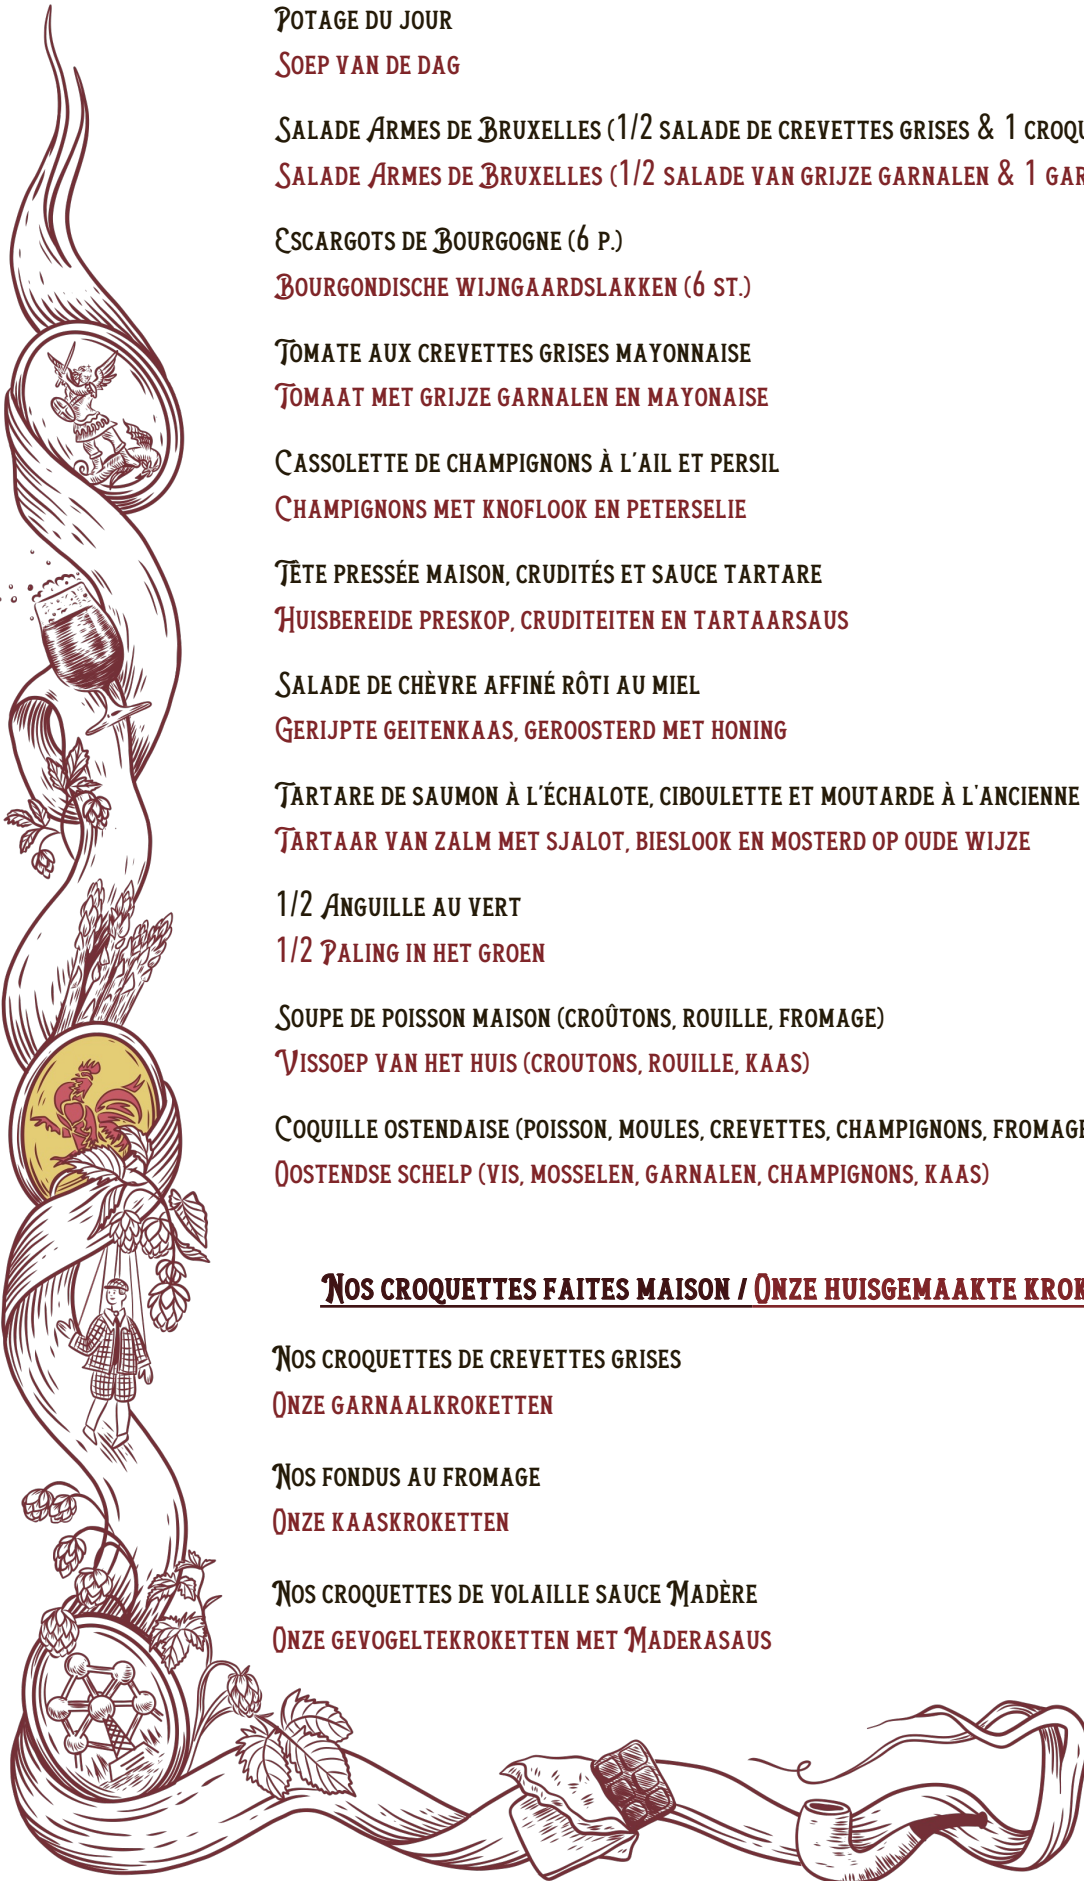 Potage du jour
Soep van de dag
Salade Armes de Bruxelles (1/2 salade de crevettes grises & 1
Salade Armes de Bruxelles (1/2 salade van grijze garnalen & 1
Escargots de Bourgogne (6 p.)
Bourgondische wijngaardslakken (6 st.)
Tomate aux crevettes grises mayonnaise
Tomaat met grijze garnalen en mayonaise
Cassolette de champignons à l'ail et persil
Champignons met knoflook en peterselie
Tête pressée maison, crudités et sauce tartare
Huisbereide preskop, cruditeiten en tartaarsaus
Salade de chèvre affiné rôti au miel
Gerijpte geitenkaas, geroosterd met honing
Tartare de saumon à l'échalote, ciboulette et moutarde à l'ancienne
Tartaar van zalm met sjalot, bieslook en mosterd op oude wijze
1/2 Anguille au vert
1/2 Paling in het groen
Soupe de poisson maison (croûtons, rouille, fromage)
Vissoep van het huis (croutons, rouille, kaas)
Coquille ostendaise (poisson, moules, crevettes, champignons, fromage
Oostendse schelp (vis, mosselen, garnalen, champignons, kaas)
Nos croquettes faites maison / Onze huisgemaakte
Nos croquettes de crevettes grises
Onze garnaalkroketten
Nos fondus au fromage
Onze kaaskroketten
Nos croquettes de volaille sauce Madère
Onze gevogeltekroketten met Maderasaus